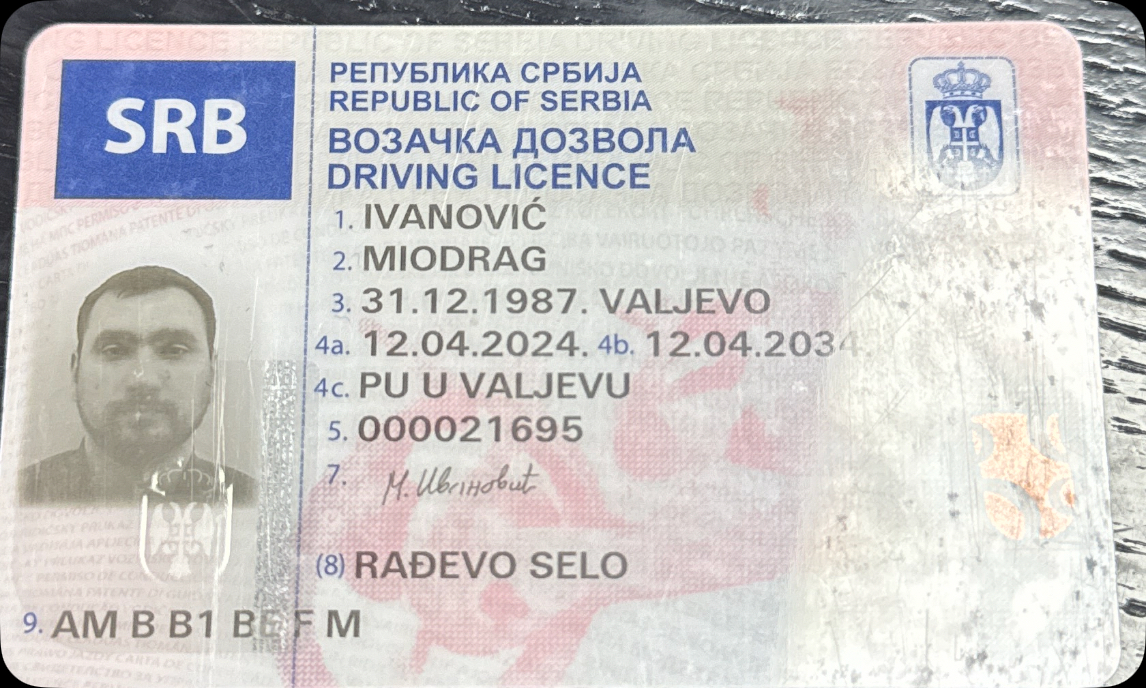 SRB
РЕПУБЛИКА СРБИЈА
REPUBLIC OF SERBIA
ВОЗАЧКА ДОЗВОЛА
DRIVING LICENCE
1. IVANOVIĆ
2. MIODRAG
3. 31.12.1987. VALJEVO
4a. 12.04.2024. 4b. 12.04.2034.
4c. PU U VALJEVU
5. 000021695
7. М. Ивановић
(8) RAĐEVO SELO
9. AM B B1 BE F M